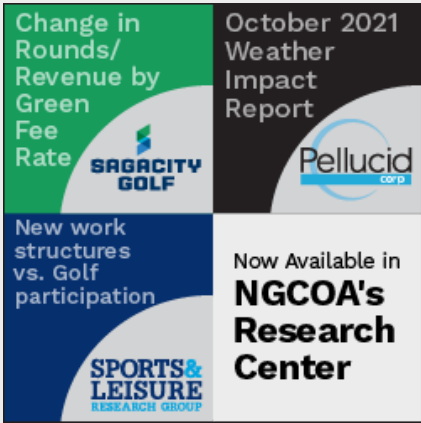 Change in
Rounds/
Revenue by
Green
Fee
Rate
SAGACITY
GOLF
October 2021
Weather
Impact
Report
Pellucid
corp
New work
structures
vs. Golf
participation
SPORTS&
LEISURE
RESEARCH GROUP
Now Available in
NGCOA's
Research
Center